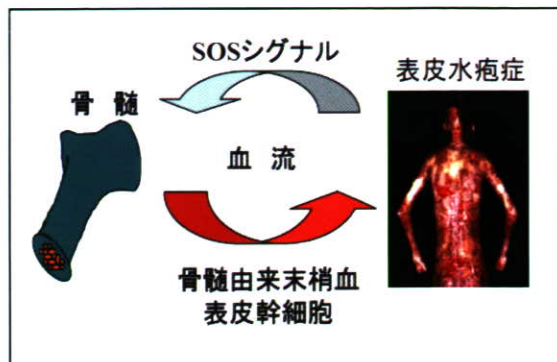 SOSシグナル
表皮水疱症
骨 髄
血 流
骨髄由来末梢血
表皮幹細胞